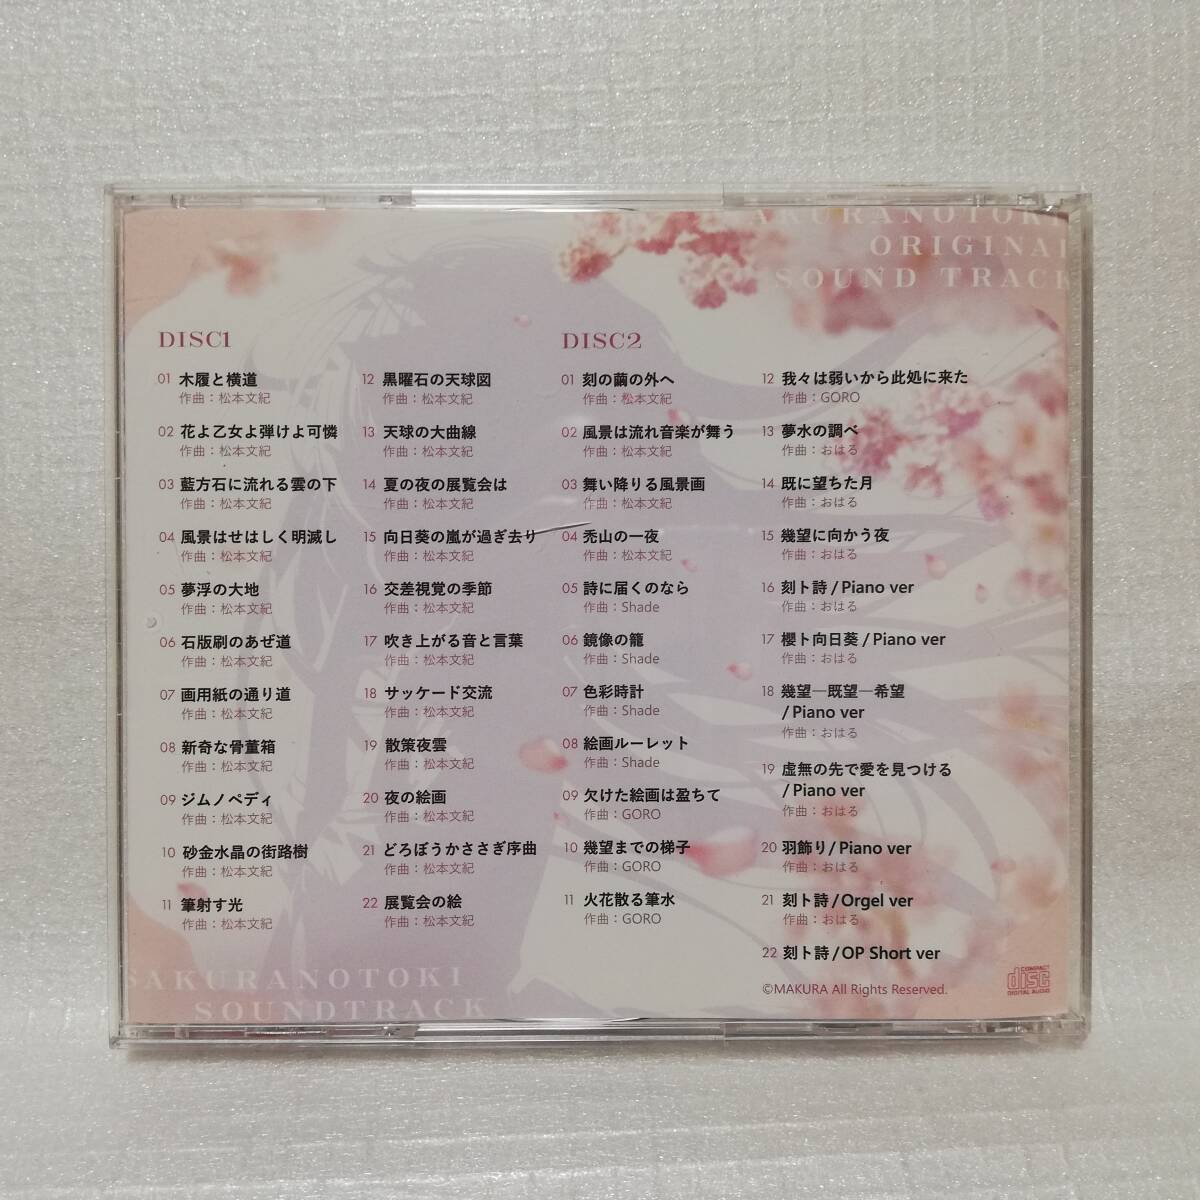 SAKURANOTOKI
ORIGINAL
SOUND TRACK
DISC1
01 木履と横道
作曲：松本文紀
02 花よ乙女よ弾けよ可憐
作曲：松本文紀
03 藍方石に流れる雲の下
作曲：松本文紀
04 風景はせはしく明滅し
作曲：松本文紀
05 夢浮の大地
作曲：松本文紀
06 石版刷のあぜ道
作曲：松本文紀
07 画用紙の通り道
作曲：松本文紀
08 新奇な骨董箱
作曲：松本文紀
09 ジムノペディ
作曲：松本文紀
10 砂金水晶の街路樹
作曲：松本文紀
11 筆射す光
作曲：松本文紀
12 黒曜石の天球図
作曲：松本文紀
13 天球の大曲線
作曲：松本文紀
14 夏の夜の展覧会は
作曲：松本文紀
15 向日葵の嵐が過ぎ去り
作曲：松本文紀
16 交差視覚の季節
作曲：松本文紀
17 吹き上がる音と言葉
作曲：松本文紀
18 サッケード交流
作曲：松本文紀
19 散策夜雲
作曲：松本文紀
20 夜の絵画
作曲：松本文紀
21 どろぼうかささぎ序曲
作曲：松本文紀
22 展覧会の絵
作曲：松本文紀
DISC2
01 刻の繭の外へ
作曲：松本文紀
02 風景は流れ音楽が舞う
作曲：松本文紀
03 舞い降りる風景画
作曲：松本文紀
04 禿山の一夜
作曲：松本文紀
05 詩に届くのなら
作曲：Shade
06 鏡像の籠
作曲：Shade
07 色彩時計
作曲：Shade
08 絵画ルーレット
作曲：Shade
09 欠けた絵画は盈ちて
作曲：GORO
10 幾望までの梯子
作曲：GORO
11 火花散る筆水
作曲：GORO
12 我々は弱いから此処に来た
作曲：GORO
13 夢水の調べ
作曲：おはる
14 既に望ちた月
作曲：おはる
15 幾望に向かう夜
作曲：おはる
16 刻ト詩/Piano ver
作曲：おはる
17 櫻ト向日葵/Piano ver
作曲：おはる
18 幾望―既望―希望
/Piano ver
作曲：おはる
19 虚無の先で愛を見つける
/Piano ver
作曲：おはる
20 羽飾り/Piano ver
作曲：おはる
21 刻ト詩/Orgel ver
作曲：おはる
22 刻ト詩/OP Short ver
©MAKURA All Rights Reserved.
COMPACT
disc
DIGITAL AUDIO
SAKURANOTOKI
SOUNDTRACK